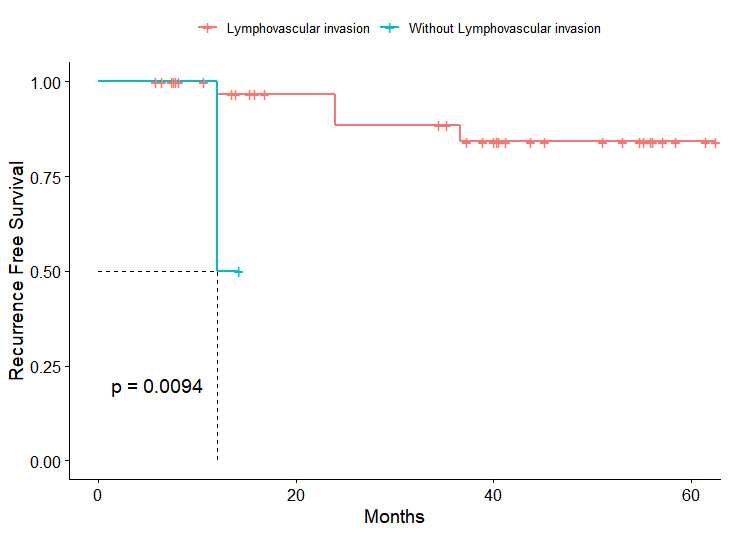 Lymphovascular invasion Without Lymphovascular invasion
1.00
0.75
0.50
0.25
0.00
Recurrence Free Survival
p = 0.0094
0 20 40 60
Months